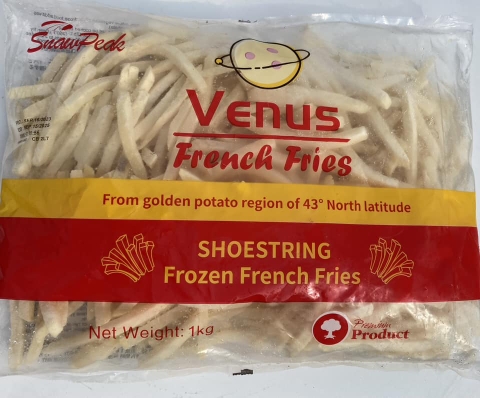 SnowPeak
VENUS
French Fries
From golden potato region of 43° North latitude
SHOESTRING
Frozen French Fries
Net Weight: 1kg
Premium
Product